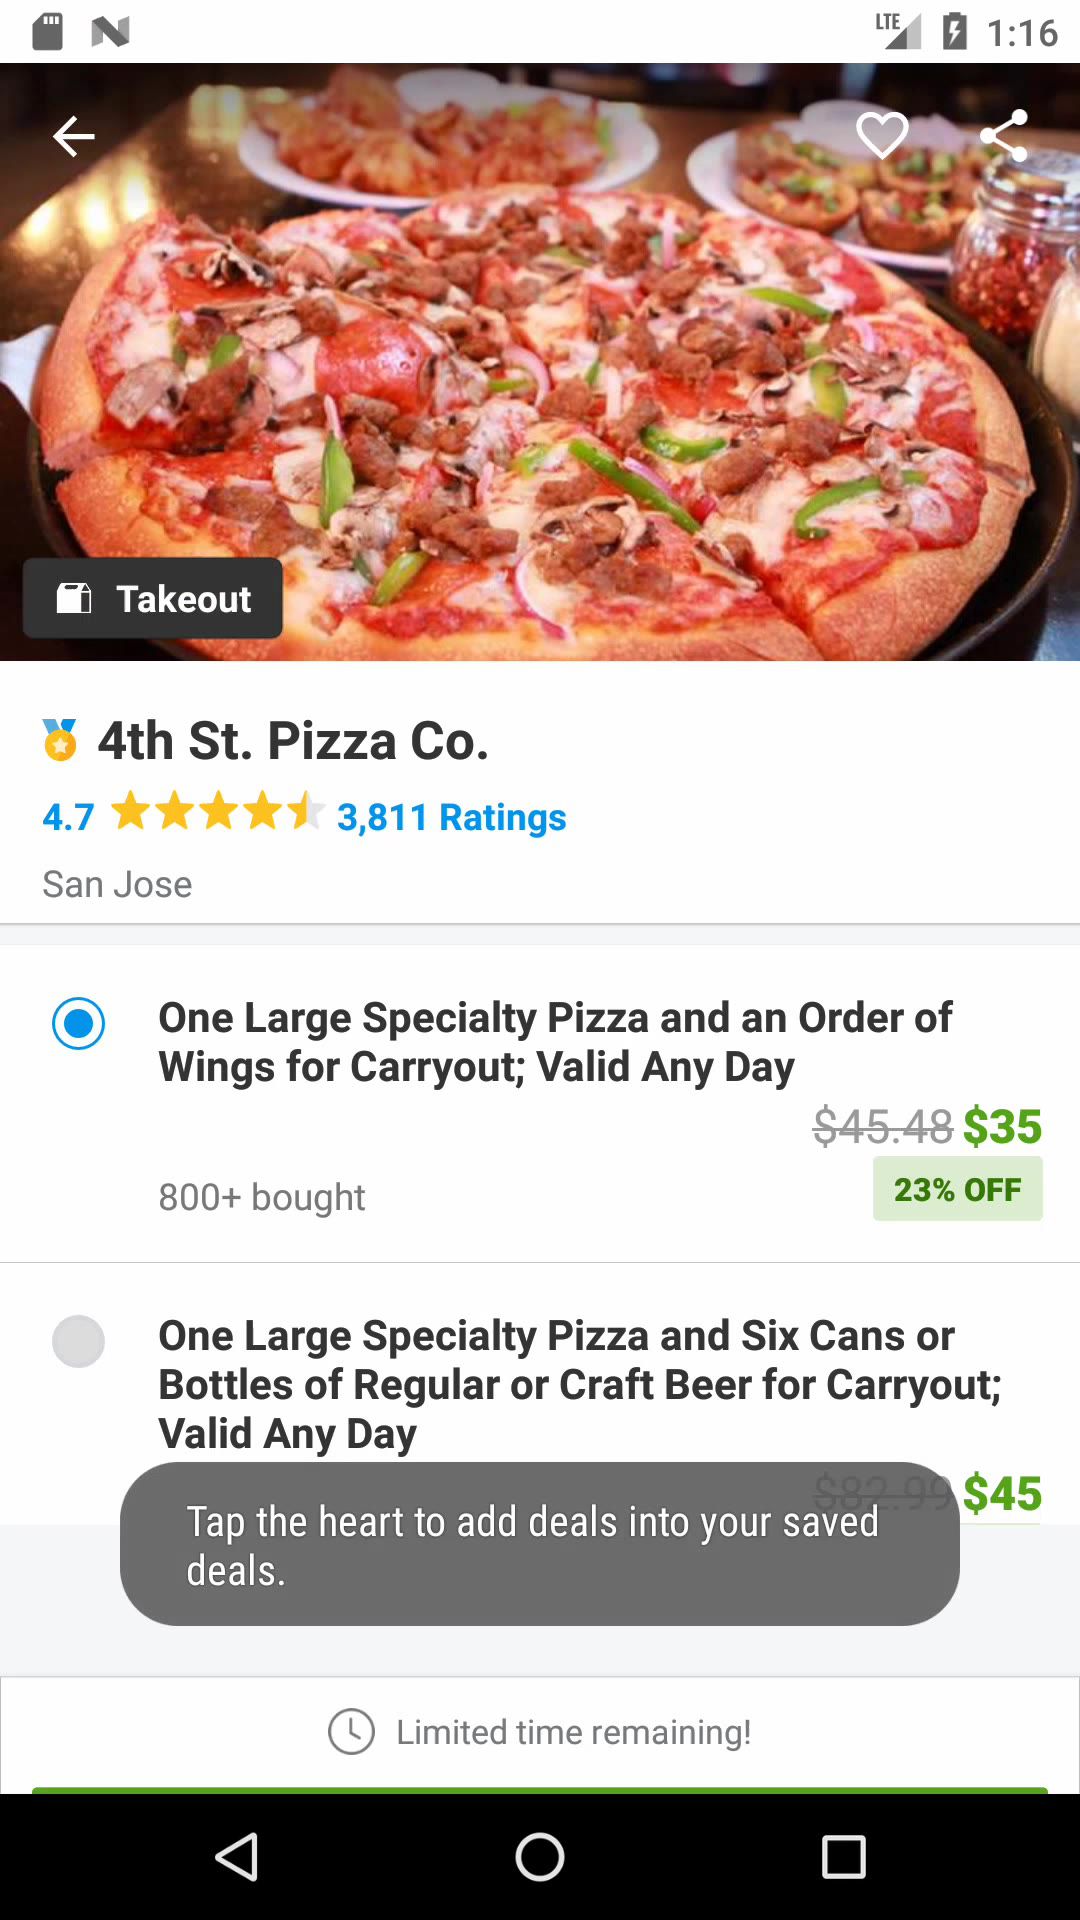 LTE 1:16
Takeout
4th St. Pizza Co.
4.7 3,811 Ratings
San Jose
One Large Specialty Pizza and an Order of
Wings for Carryout; Valid Any Day
$45.48 $35
800+ bought
23% OFF
One Large Specialty Pizza and Six Cans or
Bottles of Regular or Craft Beer for Carryout;
Valid Any Day
$82.99 $45
Tap the heart to add deals into your saved
deals.
Limited time remaining!